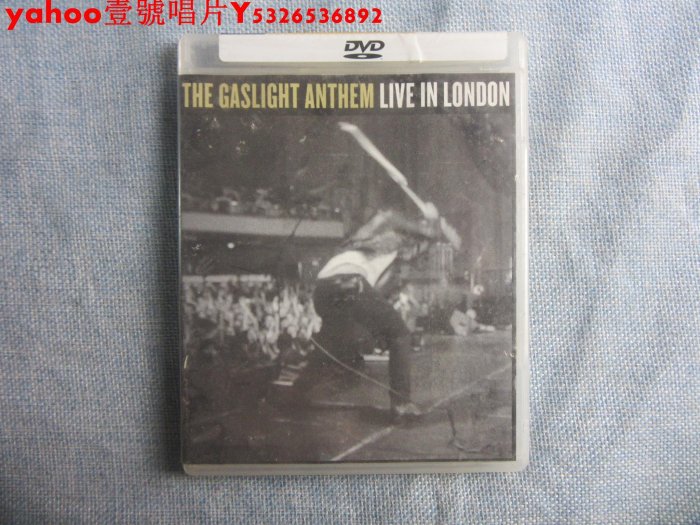 yahoo壹號唱片Y5326536892
DVD
THE GASLIGHT ANTHEM LIVE IN LONDON